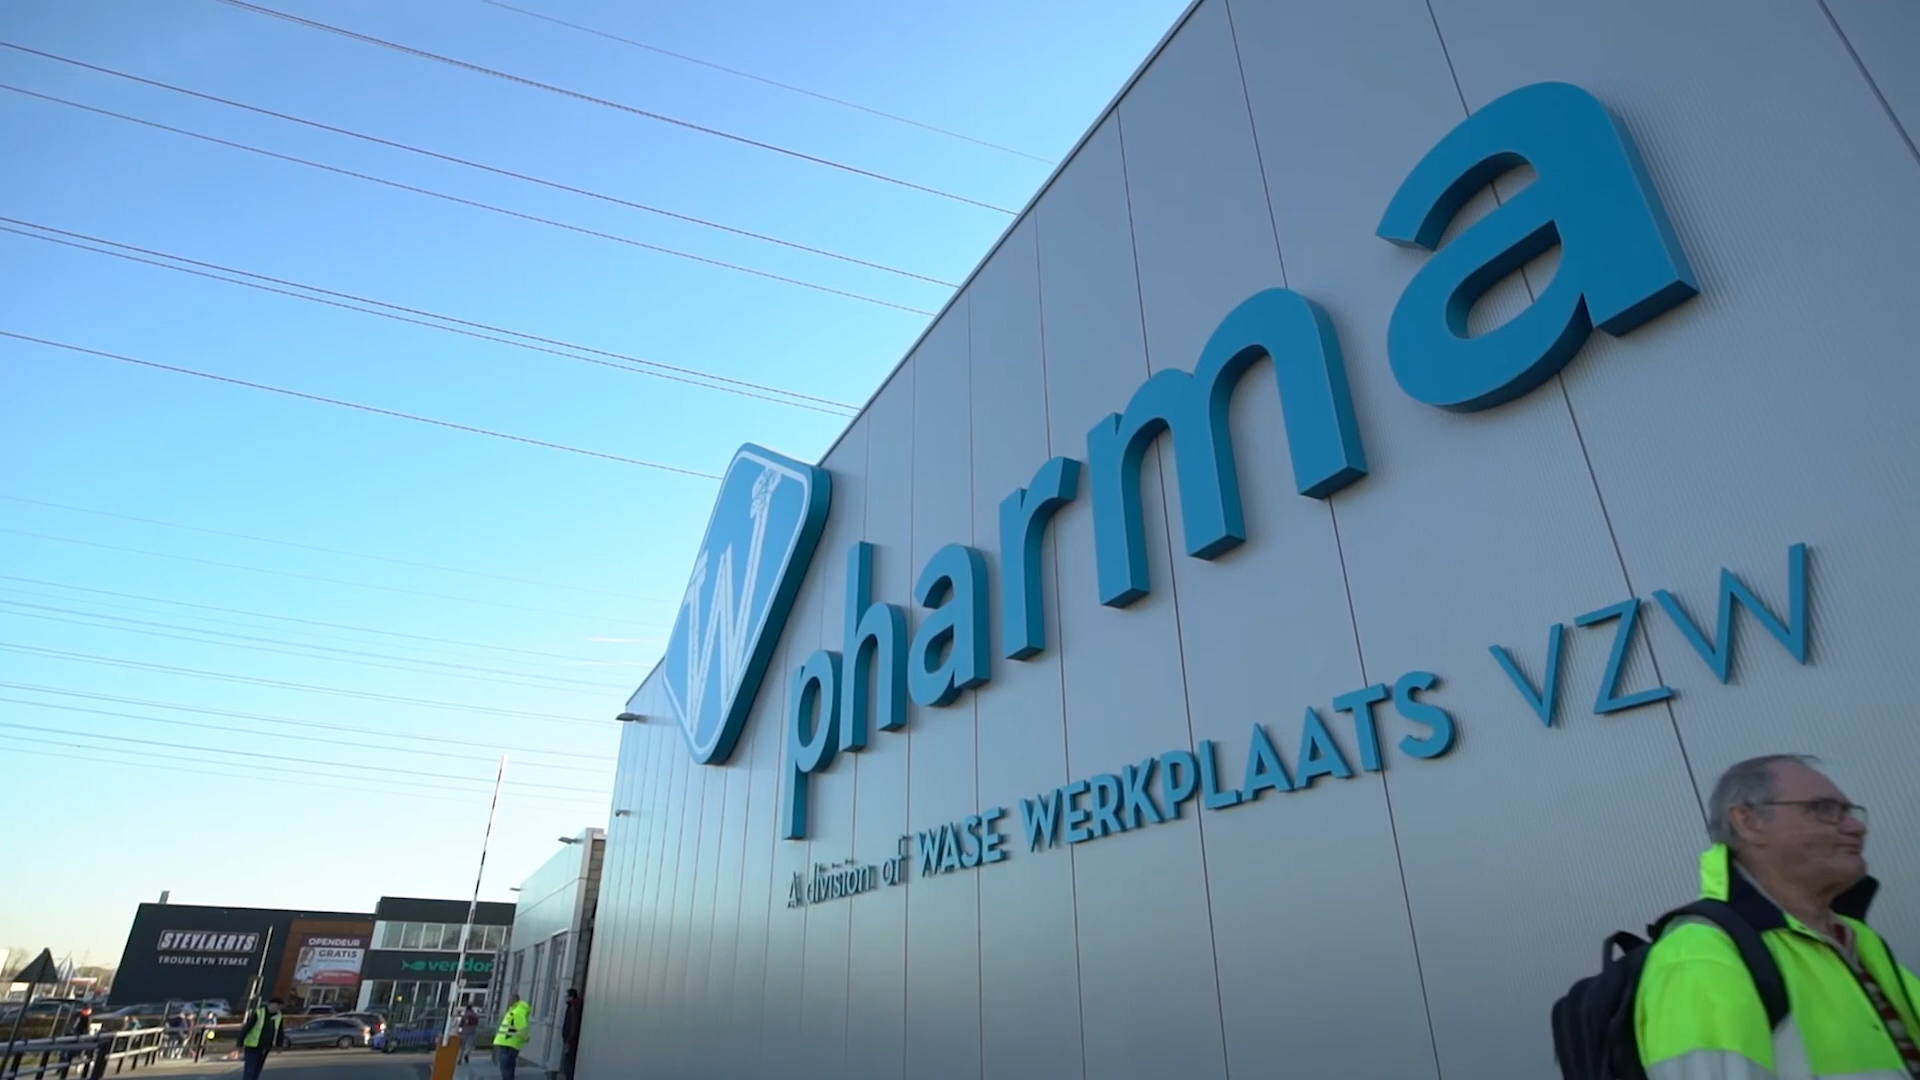 W
pharma
A division of WASE WERKPLAATS VZW
STEYLAERTS
TROUBLEYN TEMSE
OPENDEUR
GRATIS
vendor